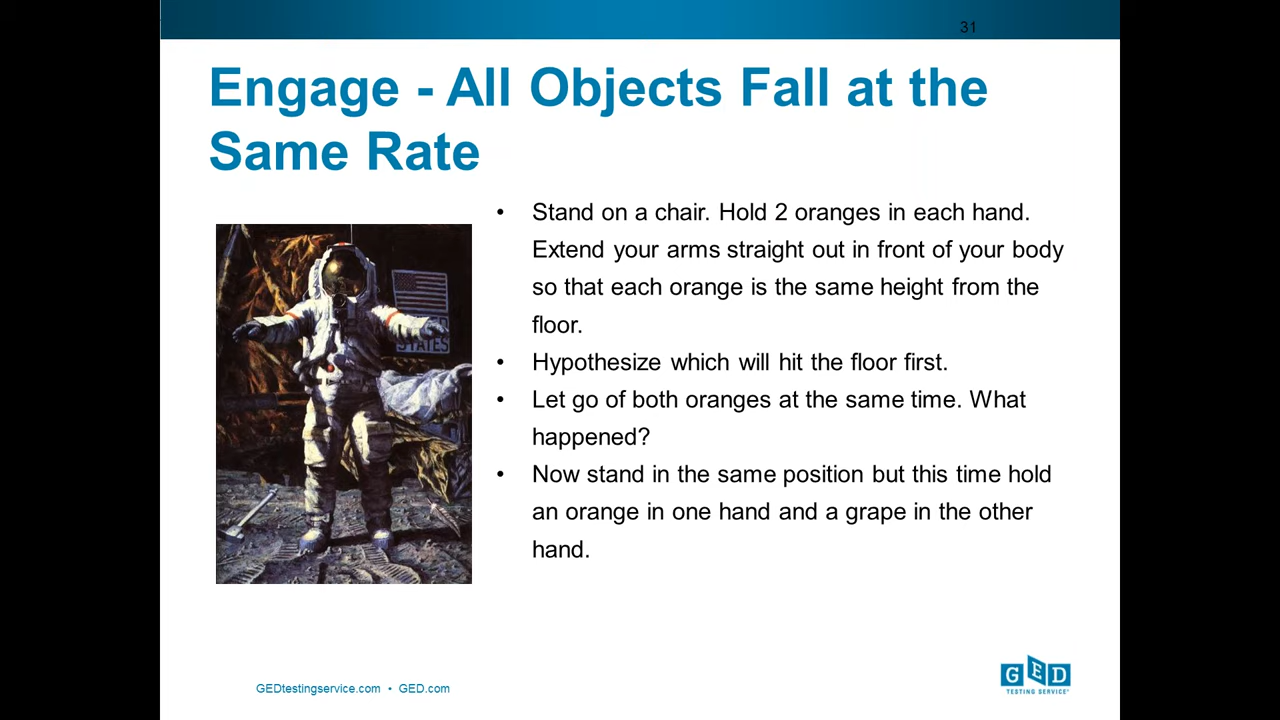 31
Engage - All Objects Fall at the
Same Rate
• Stand on a chair. Hold 2 oranges in each hand.
Extend your arms straight out in front of your body
so that each orange is the same height from the
floor.
• Hypothesize which will hit the floor first.
• Let go of both oranges at the same time. What
happened?
• Now stand in the same position but this time hold
an orange in one hand and a grape in the other
hand.
STATES
GEDtestingservice.com • GED.com
GED
TESTING SERVICE®